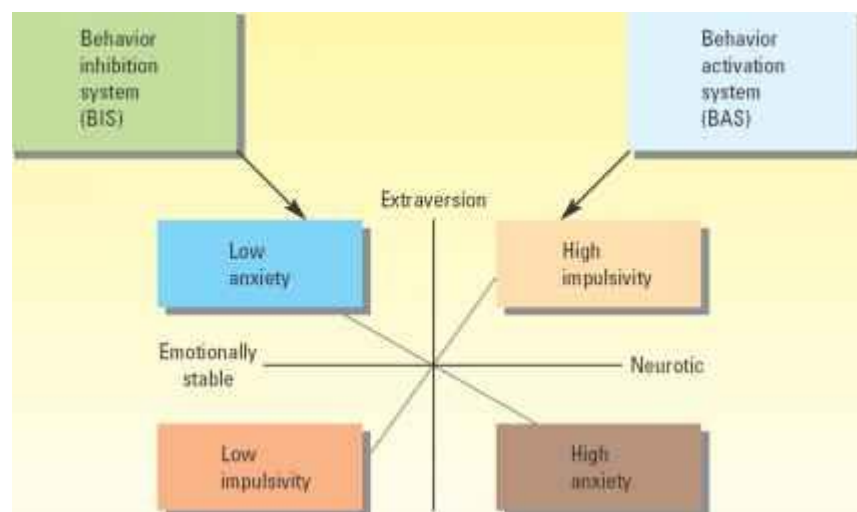 Behavior
inhibition
system
(BIS)
Behavior
activation
system
(BAS)
Extraversion
Low
anxiety
High
impulsivity
Emotionally
stable
Neurotic
Low
impulsivity
High
anxiety